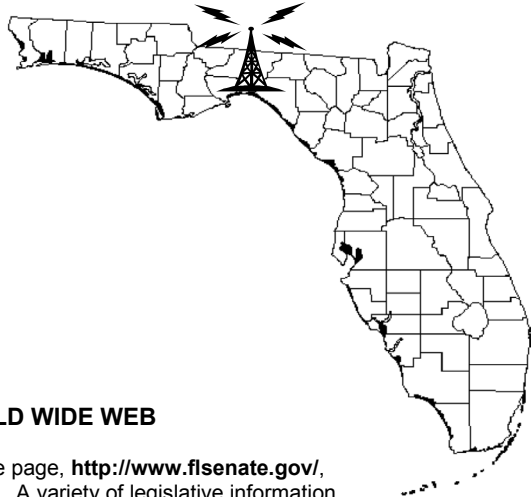 LD WIDE WEB
e page, http://www.flsenate.gov/,
A variety of legislative information